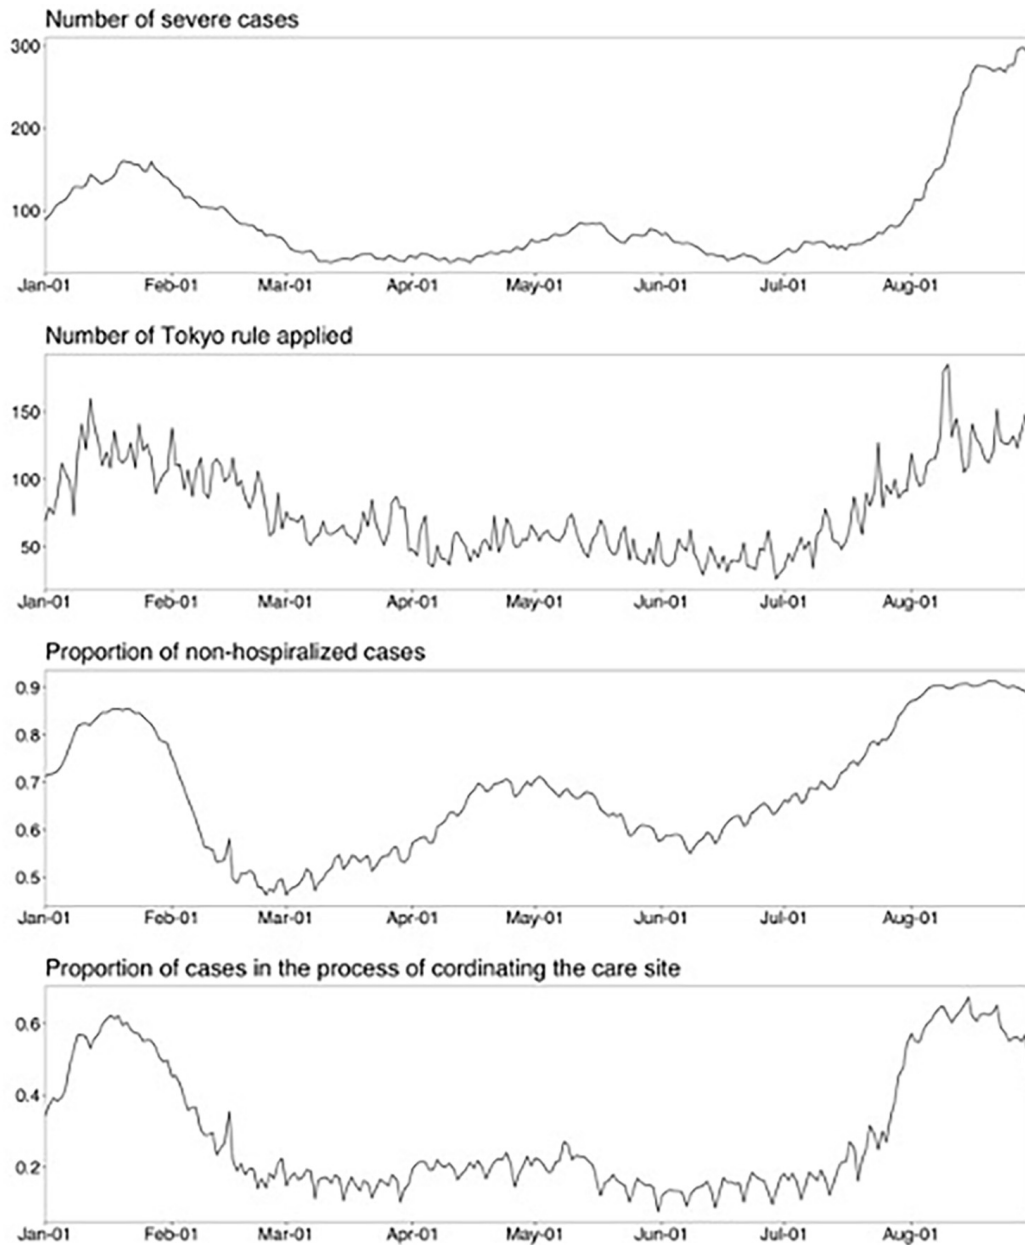 Number of severe cases
300
200
100
Jan-01 Feb-01 Mar-01 Apr-01 May-01 Jun-01 Jul-01 Aug-01
Number of Tokyo rule applied
150
100
50
Jan-01 Feb-01 Mar-01 Apr-01 May-01 Jun-01 Jul-01 Aug-01
Proportion of non-hospiralized cases
0.9
0.8
0.7
0.6
0.5
Jan-01 Feb-01 Mar-01 Apr-01 May-01 Jun-01 Jul-01 Aug-01
Proportion of cases in the process of cordinating the care site
0.6
0.4
0.2
Jan-01 Feb-01 Mar-01 Apr-01 May-01 Jun-01 Jul-01 Aug-01